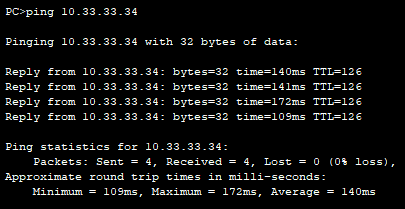 PC>ping 10.33.33.34
Pinging 10.33.33.34 with 32 bytes of data:
Reply from 10.33.33.34: bytes=32 time=140ms TTL=126
Reply from 10.33.33.34: bytes=32 time=141ms TTL=126
Reply from 10.33.33.34: bytes=32 time=172ms TTL=126
Reply from 10.33.33.34: bytes=32 time=109ms TTL=126
Ping statistics for 10.33.33.34:
Packets: Sent = 4, Received = 4, Lost = 0 (0% loss),
Approximate round trip times in milli-seconds:
Minimum = 109ms, Maximum = 172ms, Average = 140ms